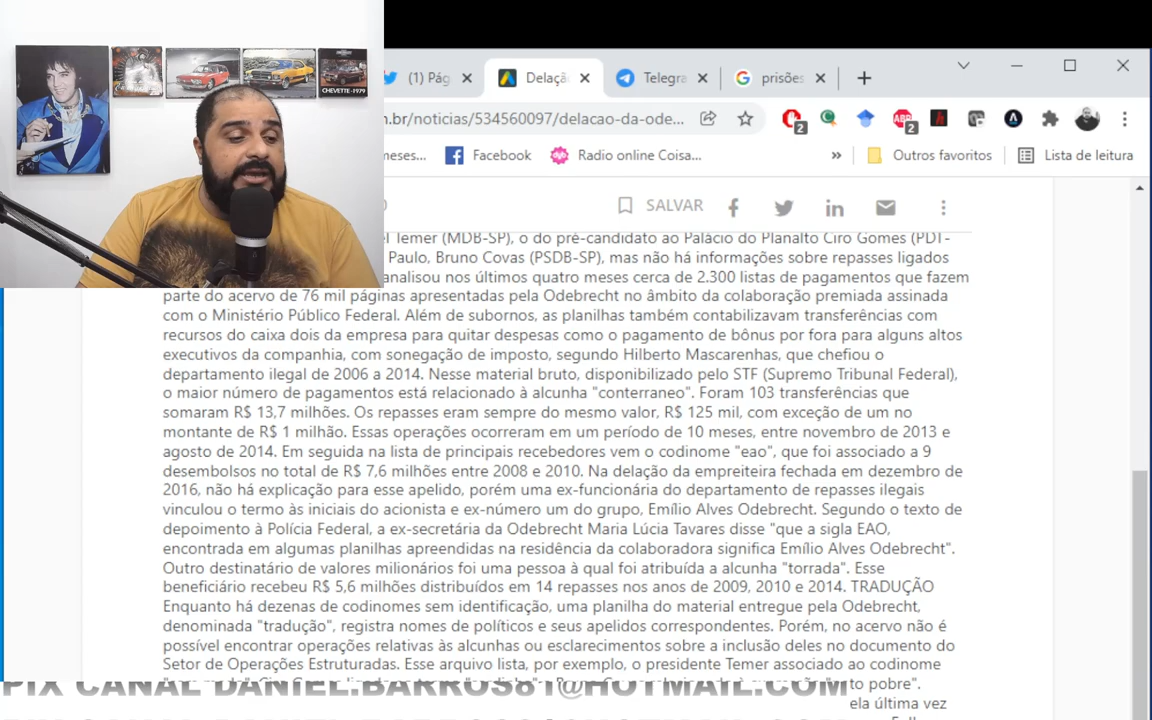 (1) Pág
Delaçã
Telegra
prisões
CHEVETTE-1979
m.br/noticias/534560097/delacao-da-ode...
2
2
meses...
Facebook
Radio online Coisa...
»
Outros favoritos
Lista de leitura
SALVAR
el Temer (MDB-SP), o do pré-candidato ao Palácio do Planalto Ciro Gomes (PDT-
Paulo, Bruno Covas (PSDB-SP), mas não há informações sobre repasses ligados
analisou nos últimos quatro meses cerca de 2.300 listas de pagamentos que fazem
parte do acervo de 76 mil páginas apresentadas pela Odebrecht no âmbito da colaboração premiada assinada
com o Ministério Público Federal. Além de subornos, as planilhas também contabilizavam transferências com
recursos do caixa dois da empresa para quitar despesas como o pagamento de bônus por fora para alguns altos
executivos da companhia, com sonegação de imposto, segundo Hilberto Mascarenhas, que chefiou o
departamento ilegal de 2006 a 2014. Nesse material bruto, disponibilizado pelo STF (Supremo Tribunal Federal),
o maior número de pagamentos está relacionado à alcunha "conterraneo". Foram 103 transferências que
somaram R$ 13,7 milhões. Os repasses eram sempre do mesmo valor, R$ 125 mil, com exceção de um no
montante de R$ 1 milhão. Essas operações ocorreram em um período de 10 meses, entre novembro de 2013 e
agosto de 2014. Em seguida na lista de principais recebedores vem o codinome "eao", que foi associado a 9
desembolsos no total de R$ 7,6 milhões entre 2008 e 2010. Na delação da empreiteira fechada em dezembro de
2016, não há explicação para esse apelido, porém uma ex-funcionária do departamento de repasses ilegais
vinculou o termo às iniciais do acionista e ex-número um do grupo, Emílio Alves Odebrecht. Segundo o texto de
depoimento à Polícia Federal, a ex-secretária da Odebrecht Maria Lúcia Tavares disse "que a sigla EAO,
encontrada em algumas planilhas apreendidas na residência da colaboradora significa Emílio Alves Odebrecht".
Outro destinatário de valores milionários foi uma pessoa à qual foi atribuída a alcunha "torrada". Esse
beneficiário recebeu R$ 5,6 milhões distribuídos em 14 repasses nos anos de 2009, 2010 e 2014. TRADUÇÃO
Enquanto há dezenas de codinomes sem identificação, uma planilha do material entregue pela Odebrecht,
denominada "tradução", registra nomes de políticos e seus apelidos correspondentes. Porém, no acervo não é
possível encontrar operações relativas às alcunhas ou esclarecimentos sobre a inclusão deles no documento do
Setor de Operações Estruturadas. Esse arquivo lista, por exemplo, o presidente Temer associado ao codinome
to pobre".
PIX CANAL DANIEL.BARROS81@HOTMAIL.COM
ela última vez